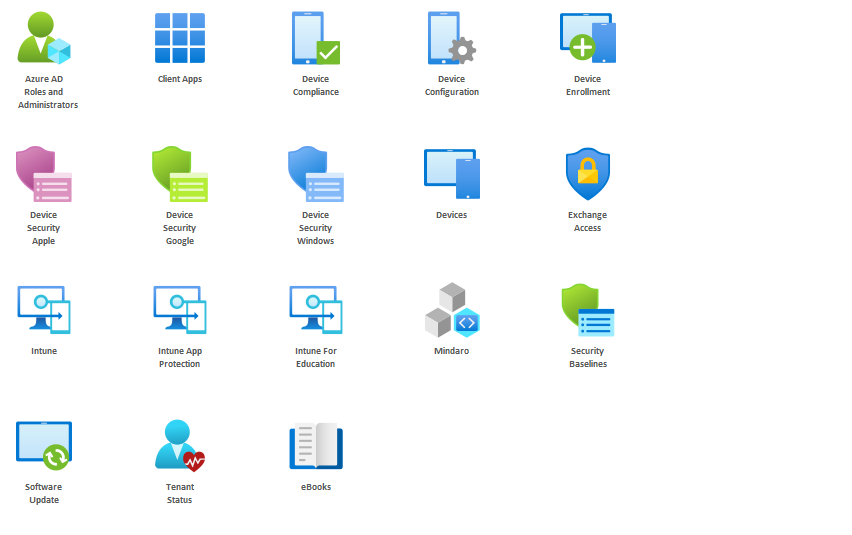 Azure AD
Roles and
Administrators
Client Apps
Device
Compliance
Device
Configuration
Device
Enrollment
Device
Security
Apple
Device
Security
Google
Device
Security
Windows
Devices
Exchange
Access
Intune
Intune App
Protection
Intune For
Education
Mindaro
Security
Baselines
Software
Update
Tenant
Status
eBooks